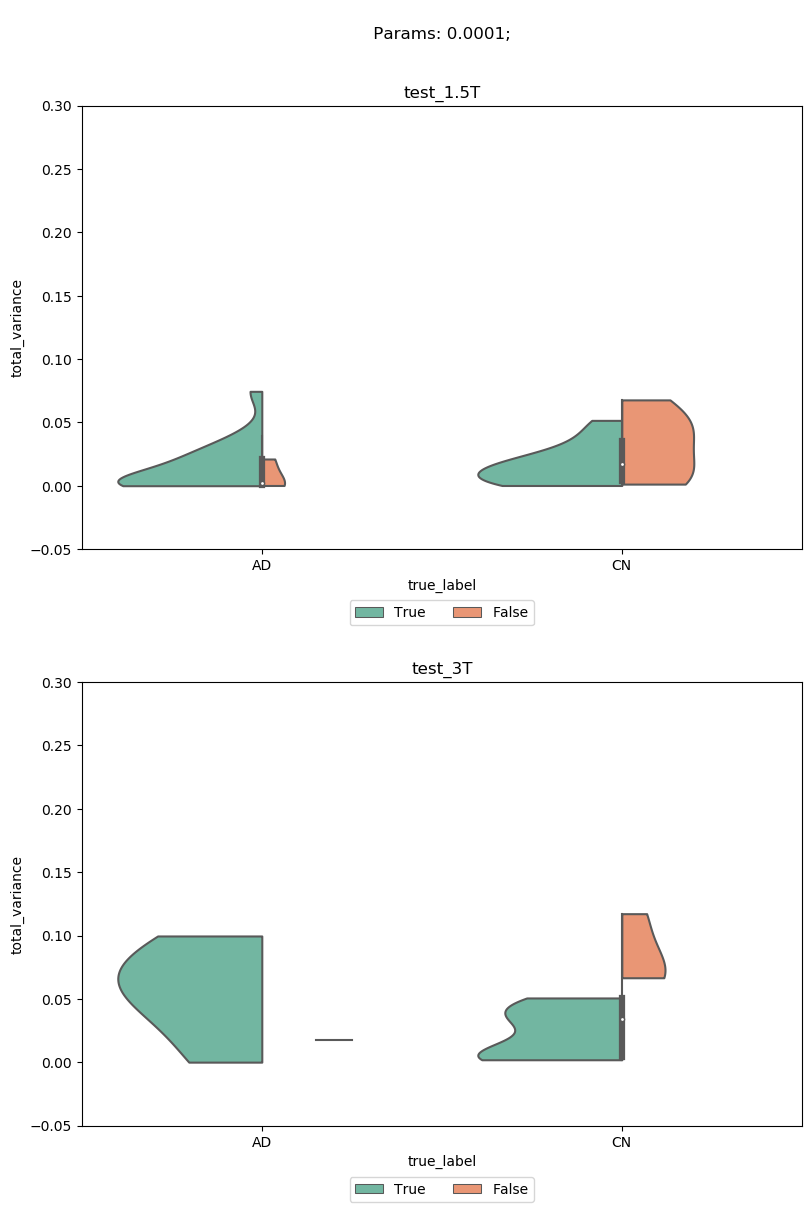 Params: 0.0001;
test_1.5T
0.30
0.25
0.20
0.15
0.10
0.05
0.00
−0.05
total_variance
AD CN
true_label
True False
test_3T
0.30
0.25
0.20
0.15
0.10
0.05
0.00
−0.05
total_variance
AD CN
true_label
True False